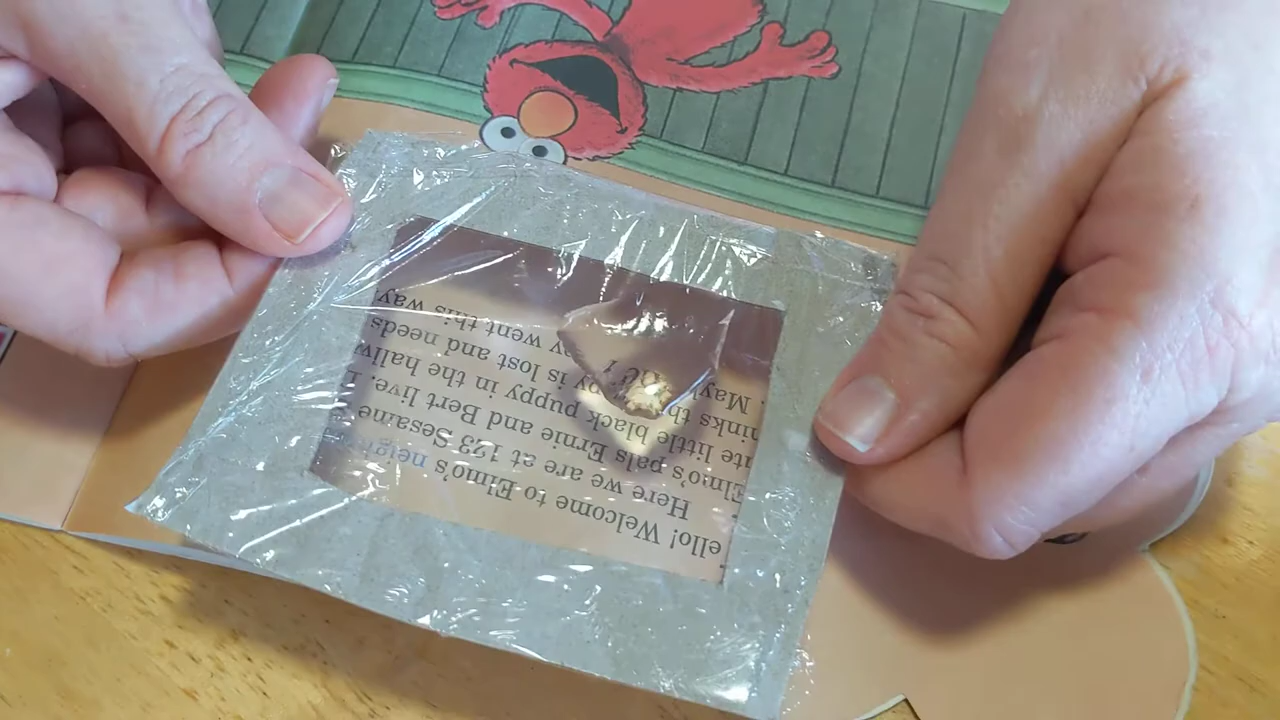 ello! Welcome to Elmo's neigh
Here we are at 123 Sesame
Elmo's pals Ernie and Bert live.
little black puppy in the hallw
is lost and needs
went this way